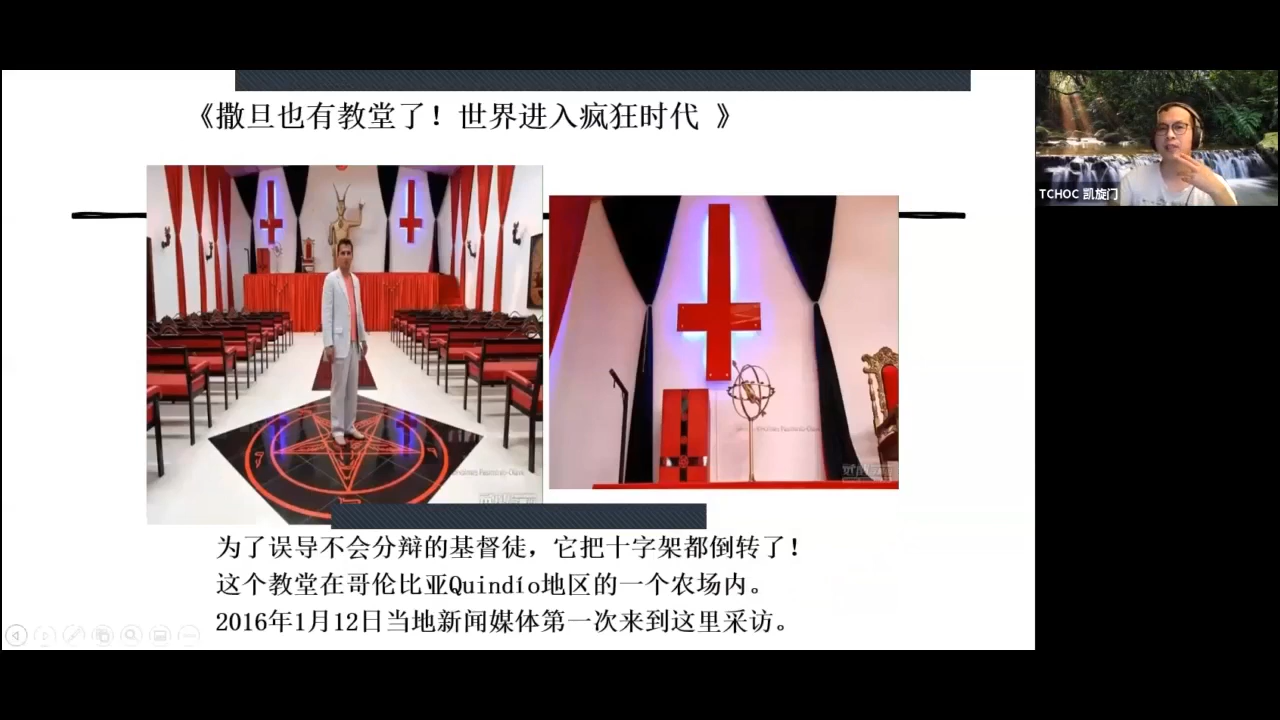 《撒旦也有教堂了！世界进入疯狂时代 》
TCHOC 凯旋门
为了误导不会分辩的基督徒，它把十字架都倒转了！
这个教堂在哥伦比亚Quindío地区的一个农场内。
2016年1月12日当地新闻媒体第一次来到这里采访。